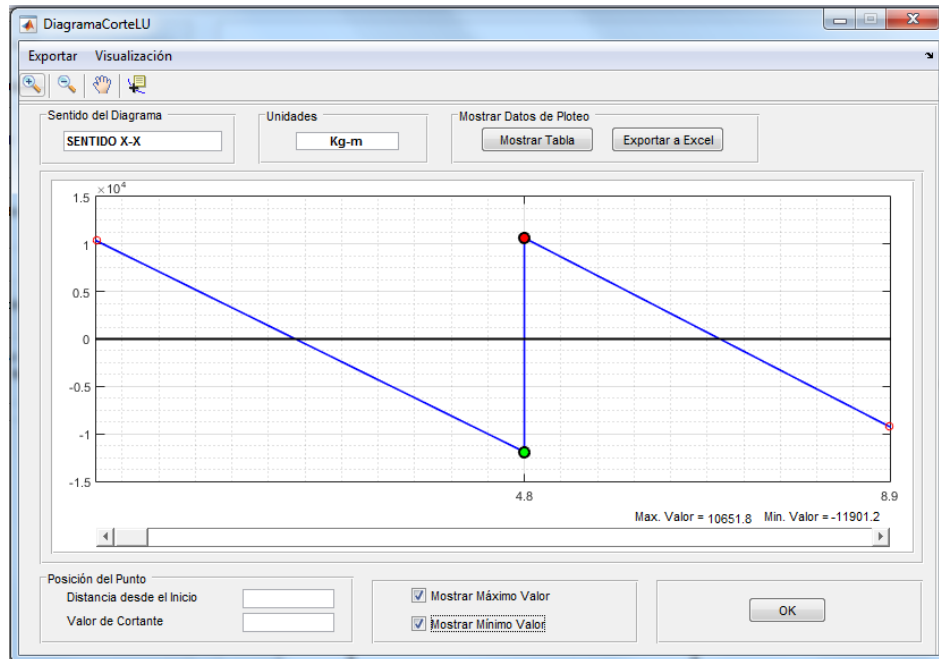 DiagramaCorteLU
Exportar Visualización
Sentido del Diagrama Unidades Mostrar Datos de Ploteo
SENTIDO X-X Kg-m Mostrar Tabla Exportar a Excel
×10^4
1.5
1
0.5
0
-0.5
-1
-1.5
4.8 8.9
Max. Valor = 10651.8 Min. Valor = -11901.2
Posición del Punto
Distancia desde el Inicio
Valor de Cortante
Mostrar Máximo Valor
Mostrar Mínimo Valor
OK